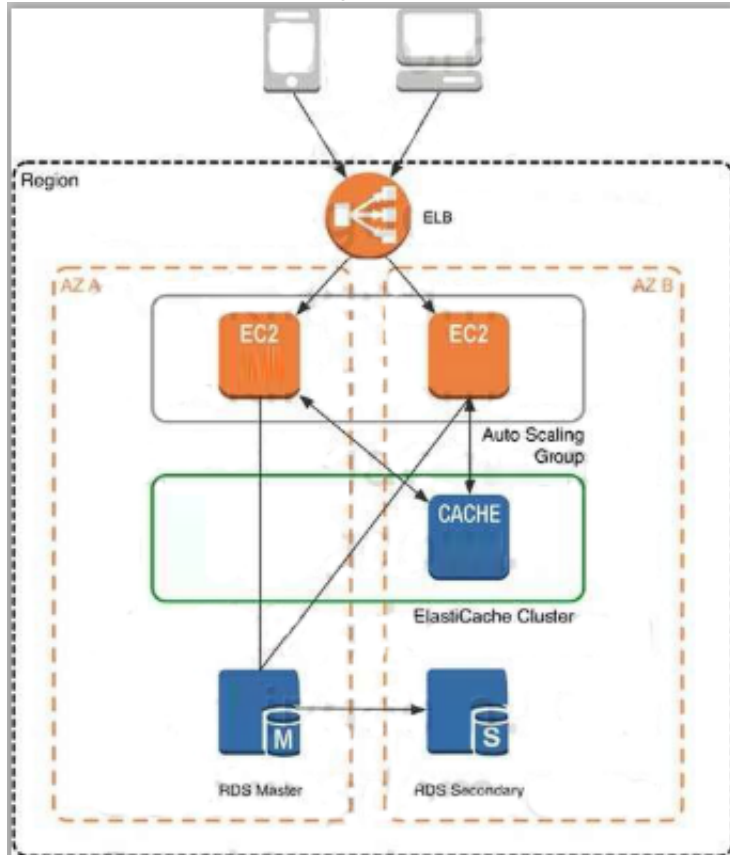 Region
ELB
AZ A
AZ B
EC2
EC2
Auto Scaling
Group
CACHE
ElastiCache Cluster
M
S
RDS Master
RDS Secondary